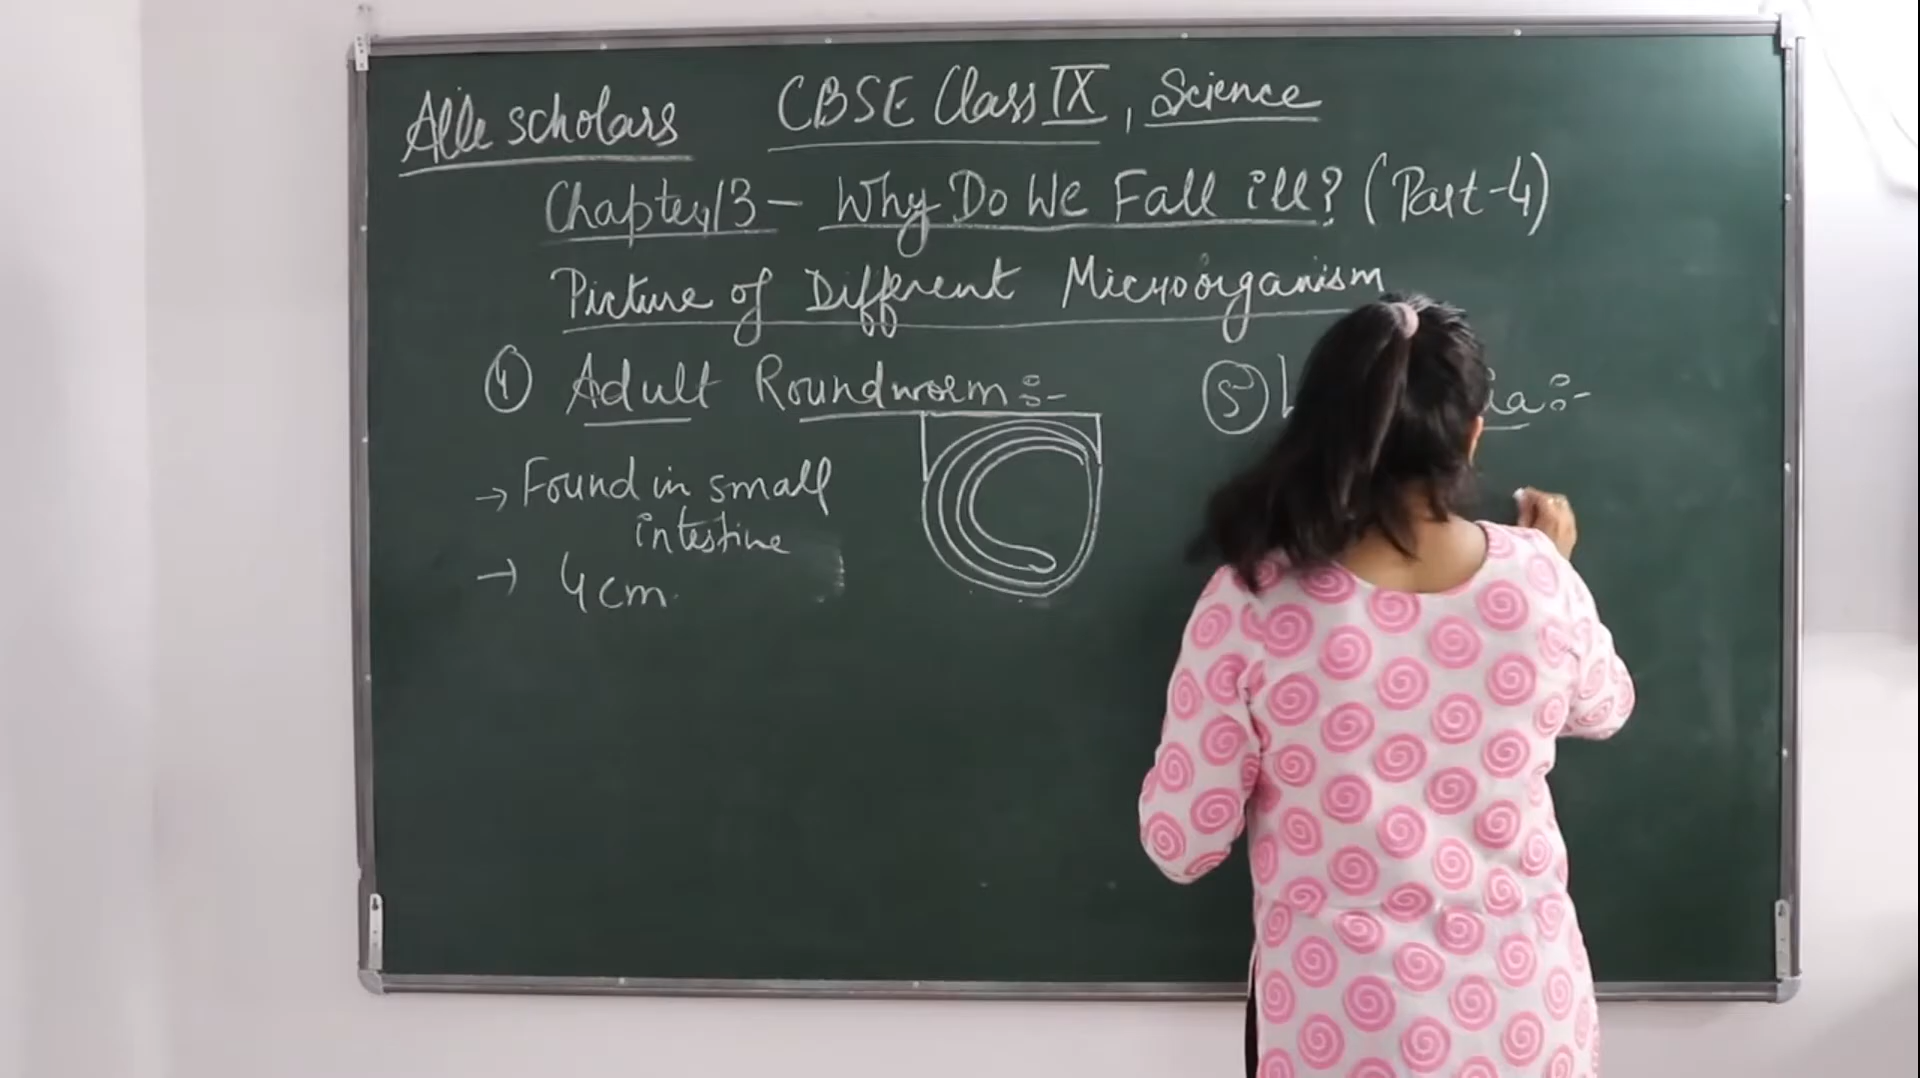 Alle scholars CBSE Class IX, Science
Chapter 13 - Why Do We Fall ill? (Part-4)
Picture of Different Microorganism
④ Adult Roundworm :-
→ Found in small
intestine
→ 4 cm.
⑤ :-